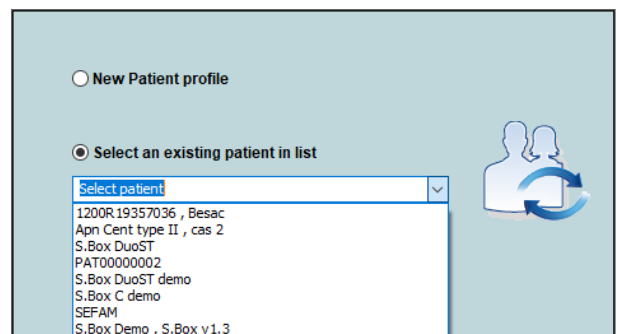 New Patient profile
Select an existing patient in list
Select patient
1200R19357036 , Besac
Apn Cent type II , cas 2
S.Box DuoST
PAT00000002
S.Box DuoST demo
S.Box C demo
SEFAM
S.Box Demo , S.Box v1.3